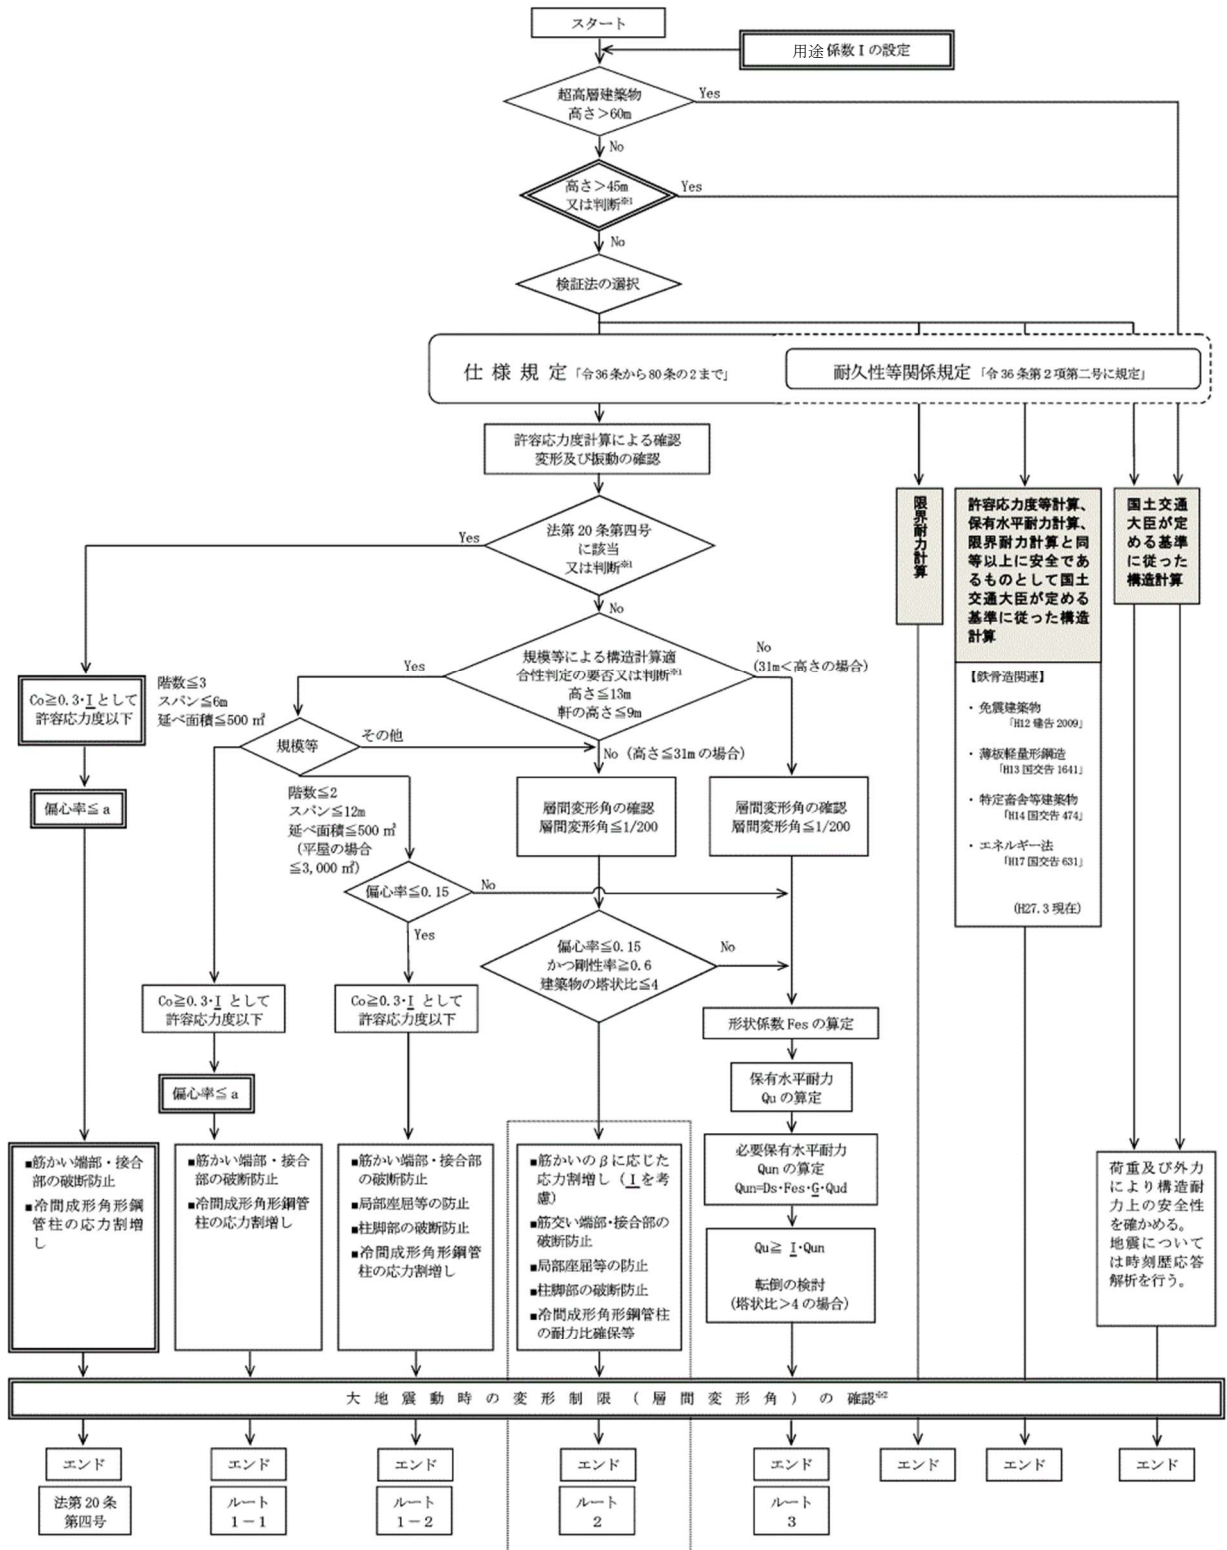 スタート
用途係数Iの設定
超高層建築物
高さ>60m
Yes
No
高さ>45m
又は判断※1
Yes
No
検証法の選択
仕様規定「令36条から80条の2まで」
耐久性等関係規定「令36条第2項第二号に規定」
許容応力度計算による確認
変形及び振動の確認
法第20条第四号
に該当
又は判断※1
Yes
No
規模等による構造計算適
合性判定の要否又は判断※1
高さ≦13m
軒の高さ≦9m
Yes
No
(31m<高さの場合)
No (高さ≦31mの場合)
限界耐力計算
許容応力度等計算、
保有水平耐力計算、
限界耐力計算と同
等以上に安全であ
るものとして国土
交通大臣が定める
基準に従った構造
計算
【鉄骨造関連】
・免震建築物
「H12建告2009」
・薄板軽量形鋼造
「H13国交告1641」
・特定畜舎等建築物
「H14国交告474」
・エネルギー法
「H17国交告631」
(H27.3現在)
国土交通
大臣が定
める基準
に従った
構造計算
Co≧0.3・Iとして
許容応力度以下
階数≦3
スパン≦6m
延べ面積≦500㎡
規模等
その他
偏心率≦a
階数≦2
スパン≦12m
延べ面積≦500㎡
(平屋の場合
≦3,000㎡)
層間変形角の確認
層間変形角≦1/200
層間変形角の確認
層間変形角≦1/200
偏心率≦0.15
No
Yes
偏心率≦0.15
かつ剛性率≧0.6
建築物の塔状比≦4
No
Co≧0.3・Iとして
許容応力度以下
Co≧0.3・Iとして
許容応力度以下
偏心率≦a
形状係数Fesの算定
保有水平耐力
Quの算定
必要保有水平耐力
Qunの算定
Qun=Ds・Fes・G・Qud
Qu≧I・Qun
転倒の検討
(塔状比>4の場合)
■筋かい端部・接合
部の破断防止
■冷間成形角形鋼
管柱の応力割増
し
■筋かい端部・接合
部の破断防止
■冷間成形角形鋼管
柱の応力割増し
■筋かい端部・接合部
の破断防止
■局部座屈等の防止
■柱脚部の破断防止
■冷間成形角形鋼管
柱の応力割増し
■筋かいのβに応じた
応力割増し(Iを考
慮)
■筋交い端部・接合部の
破断防止
■局部座屈等の防止
■柱脚部の破断防止
■冷間成形角形鋼管柱
の耐力比確保等
荷重及び外力
により構造耐
力上の安全性
を確かめる。
地震について
は時刻歴応答
解析を行う。
大地震動時の変形制限(層間変形角)の確認※2
エンド
エンド
エンド
エンド
エンド
エンド
エンド
エンド
法第20条
第四号
ルート
1-1
ルート
1-2
ルート
2
ルート
3